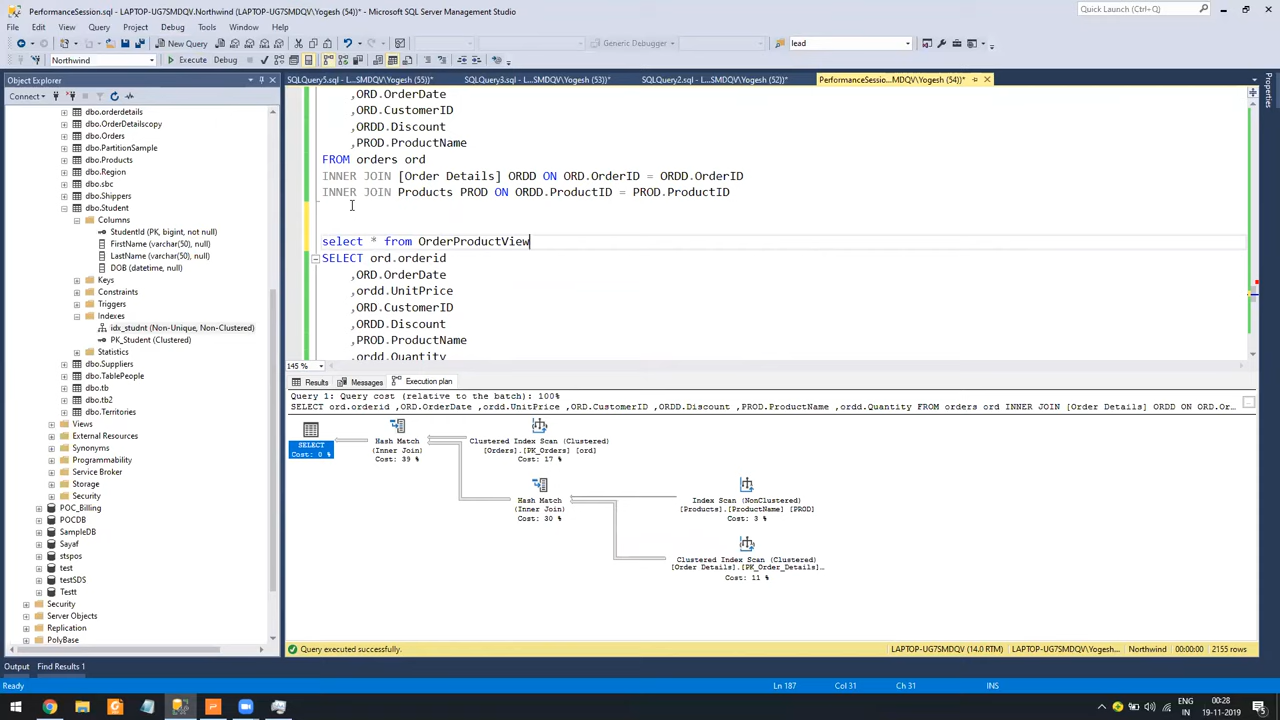 PerformanceSession.sql - LAPTOP-UG7SMDQV.Northwind (LAPTOP-UG7SMDQV\Yogesh (54))* - Microsoft SQL Server Management Studio
Quick Launch (Ctrl+Q)
File Edit View Query Project Debug Tools Window Help
New Query
Generic Debugger
lead
Northwind
Execute Debug
Object Explorer
SQLQuery5.sql - L...SMDQV\Yogesh (55))*
SQLQuery3.sql - L...SMDQV\Yogesh (53))*
SQLQuery2.sql - L...SMDQV\Yogesh (52))*
PerformanceSessio...MDQV\Yogesh (54))*
Properties
Connect
dbo.orderdetails
dbo.OrderDetailscopy
dbo.Orders
dbo.PartitionSample
dbo.Products
dbo.Region
dbo.sbc
dbo.Shippers
dbo.Student
Columns
StudentId (PK, bigint, not null)
FirstName (varchar(50), null)
LastName (varchar(50), null)
DOB (datetime, null)
Keys
Constraints
Triggers
Indexes
idx_studnt (Non-Unique, Non-Clustered)
PK_Student (Clustered)
Statistics
dbo.Suppliers
dbo.TablePeople
dbo.tb
dbo.tb2
dbo.Territories
Views
External Resources
Synonyms
Programmability
Service Broker
Storage
Security
POC_Billing
POCDB
SampleDB
Sayaf
stspos
test
testSDS
Testt
Security
Server Objects
Replication
PolyBase
,ORD.OrderDate
,ORD.CustomerID
,ORDD.Discount
,PROD.ProductName
FROM orders ord
INNER JOIN [Order Details] ORDD ON ORD.OrderID = ORDD.OrderID
INNER JOIN Products PROD ON ORDD.ProductID = PROD.ProductID
select * from OrderProductView
SELECT ord.orderid
,ORD.OrderDate
,ordd.UnitPrice
,ORD.CustomerID
,ORDD.Discount
,PROD.ProductName
,ordd.Quantity
145 %
Results Messages Execution plan
Query 1: Query cost (relative to the batch): 100%
SELECT ord.orderid ,ORD.OrderDate ,ordd.UnitPrice ,ORD.CustomerID ,ORDD.Discount ,PROD.ProductName ,ordd.Quantity FROM orders ord INNER JOIN [Order Details] ORDD ON ORD.Or...
SELECT
Cost: 0 %
Hash Match
(Inner Join)
Cost: 39 %
Clustered Index Scan (Clustered)
[Orders].[PK_Orders] [ord]
Cost: 17 %
Hash Match
(Inner Join)
Cost: 30 %
Index Scan (NonClustered)
[Products].[ProductName] [PROD]
Cost: 3 %
Clustered Index Scan (Clustered)
[Order Details].[PK_Order_Details]...
Cost: 11 %
Query executed successfully.
LAPTOP-UG7SMDQV (14.0 RTM) LAPTOP-UG7SMDQV\Yogesh... Northwind 00:00:00 2155 rows
Output Find Results 1
Ready
Ln 187 Col 31 Ch 31 INS
ENG
IN
00:28
19-11-2019
5